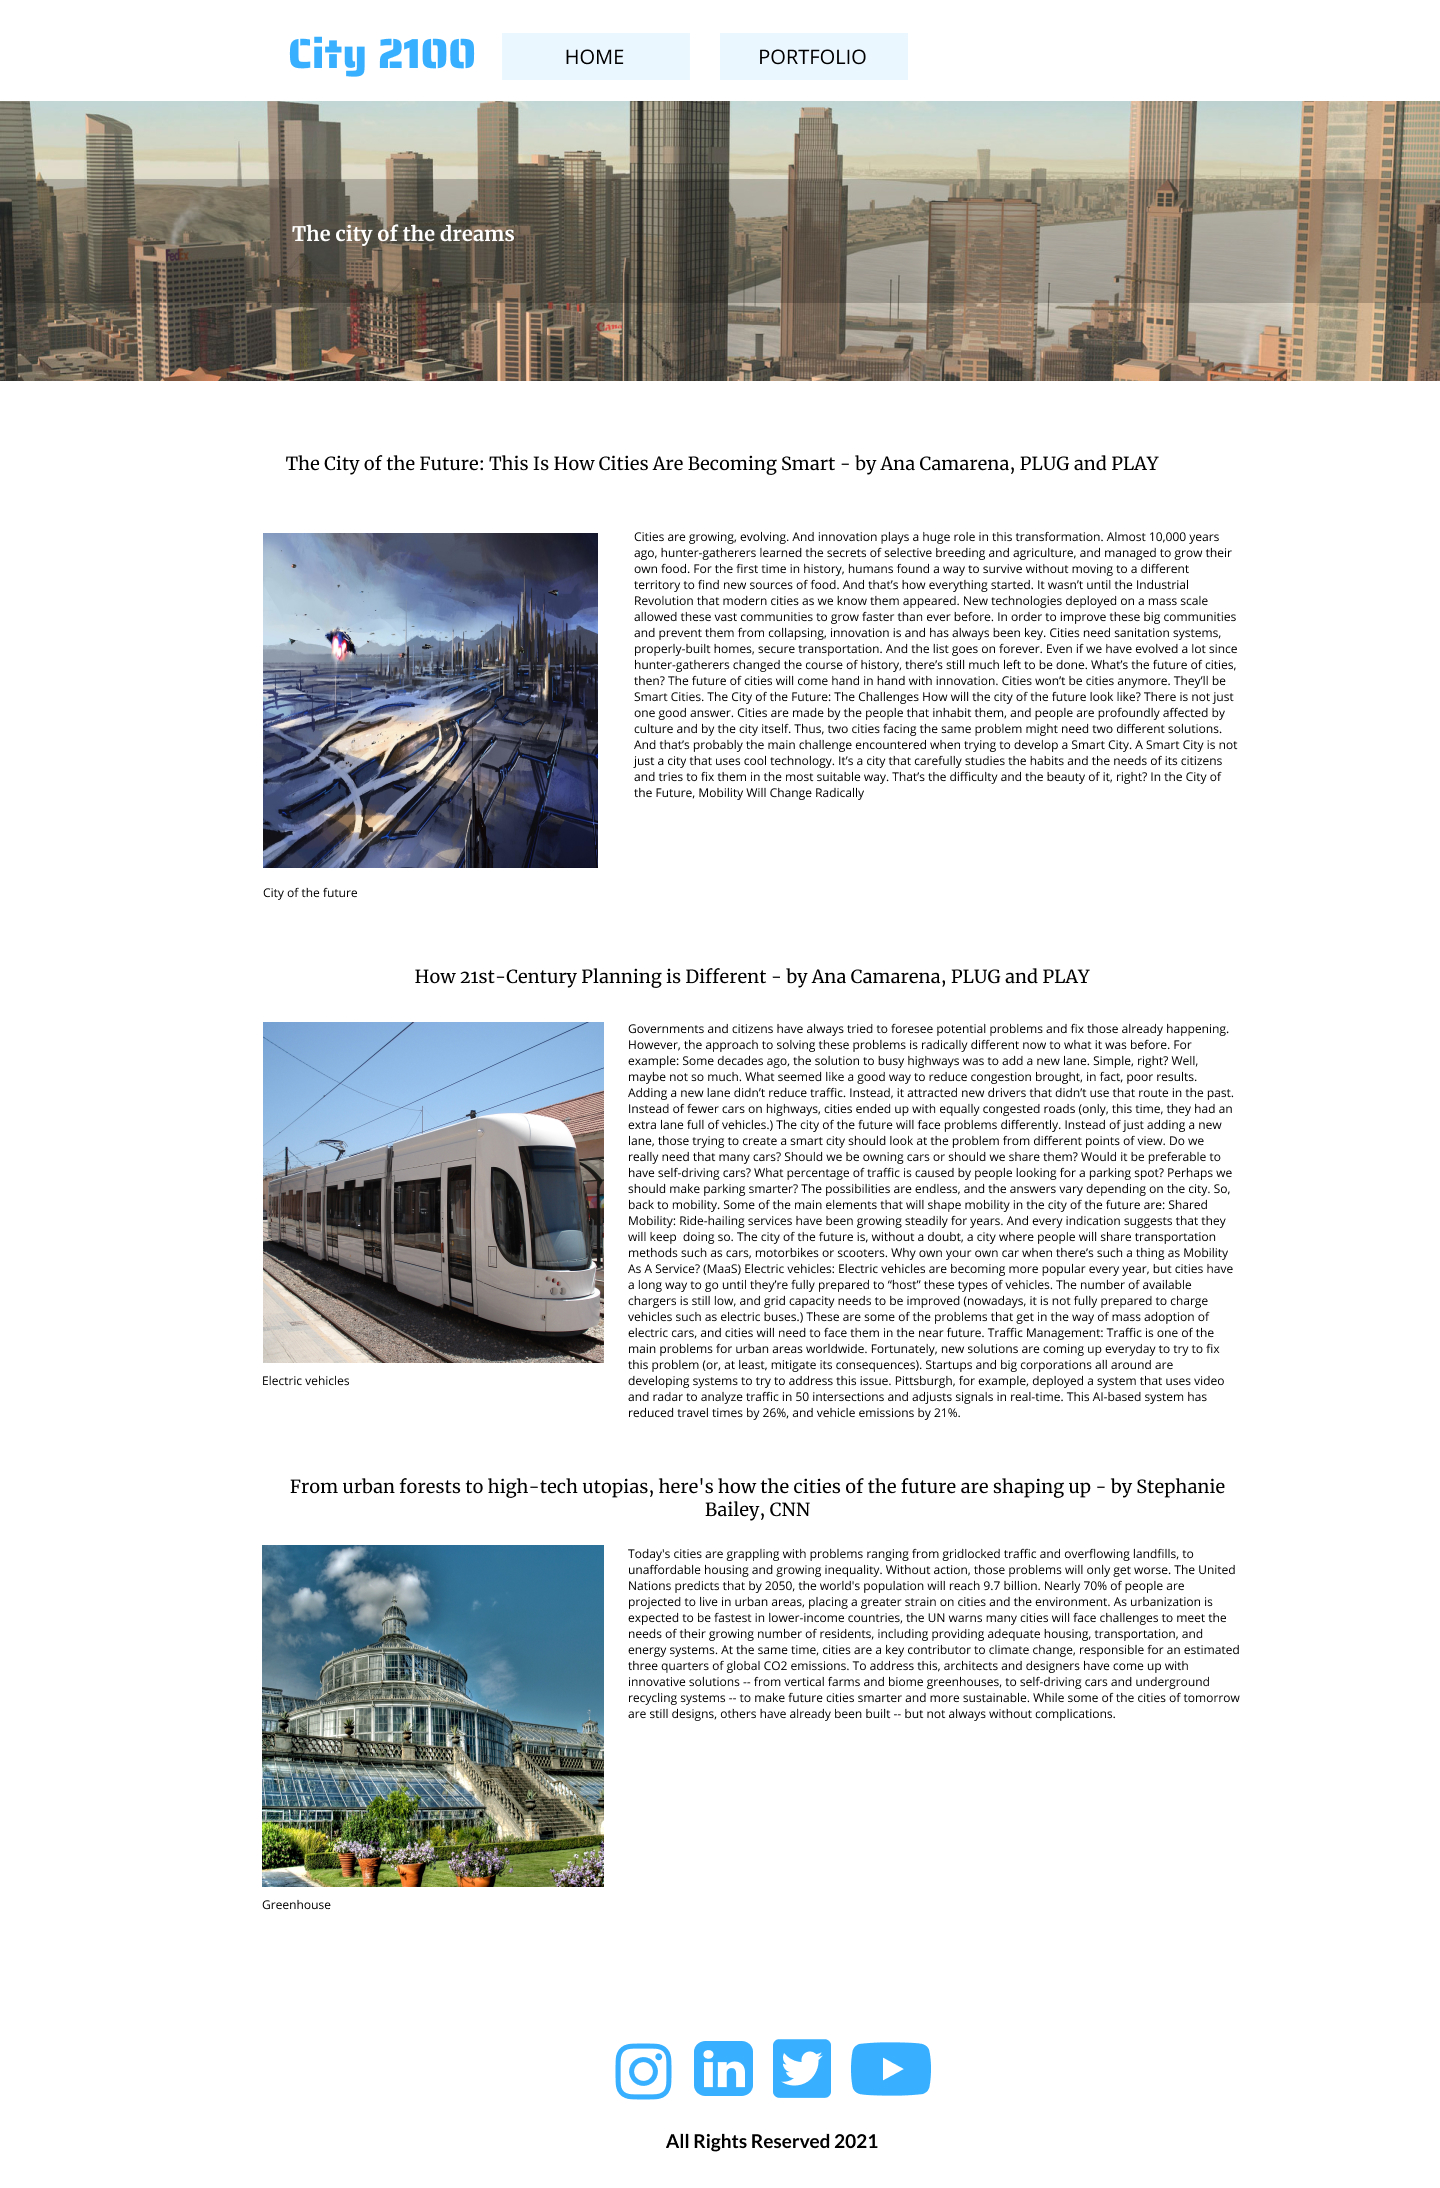 City 2100
HOME
PORTFOLIO
The city of the dreams
FedEx
The City of the Future: This Is How Cities Are Becoming Smart - by Ana Camarena, PLUG and PLAY
Cities are growing, evolving. And innovation plays a huge role in this transformation. Almost 10,000 years
ago, hunter-gatherers learned the secrets of selective breeding and agriculture, and managed to grow their
own food. For the first time in history, humans found a way to survive without moving to a different
territory to find new sources of food. And that’s how everything started. It wasn’t until the Industrial
Revolution that modern cities as we know them appeared. New technologies deployed on a mass scale
allowed these vast communities to grow faster than ever before. In order to improve these big communities
and prevent them from collapsing, innovation is and has always been key. Cities need sanitation systems,
properly-built homes, secure transportation. And the list goes on forever. Even if we have evolved a lot since
hunter-gatherers changed the course of history, there’s still much left to be done. What’s the future of cities,
then? The future of cities will come hand in hand with innovation. Cities won’t be cities anymore. They’ll be
Smart Cities. The City of the Future: The Challenges How will the city of the future look like? There is not just
one good answer. Cities are made by the people that inhabit them, and people are profoundly affected by
culture and by the city itself. Thus, two cities facing the same problem might need two different solutions.
And that’s probably the main challenge encountered when trying to develop a Smart City. A Smart City is not
just a city that uses cool technology. It’s a city that carefully studies the habits and the needs of its citizens
and tries to fix them in the most suitable way. That’s the difficulty and the beauty of it, right? In the City of
the Future, Mobility Will Change Radically
City of the future
How 21st-Century Planning is Different - by Ana Camarena, PLUG and PLAY
Governments and citizens have always tried to foresee potential problems and fix those already happening.
However, the approach to solving these problems is radically different now to what it was before. For
example: Some decades ago, the solution to busy highways was to add a new lane. Simple, right? Well,
maybe not so much. What seemed like a good way to reduce congestion brought, in fact, poor results.
Adding a new lane didn’t reduce traffic. Instead, it attracted new drivers that didn’t use that route in the past.
Instead of fewer cars on highways, cities ended up with equally congested roads (only, this time, they had an
extra lane full of vehicles.) The city of the future will face problems differently. Instead of just adding a new
lane, those trying to create a smart city should look at the problem from different points of view. Do we
really need that many cars? Should we be owning cars or should we share them? Would it be preferable to
have self-driving cars? What percentage of traffic is caused by people looking for a parking spot? Perhaps we
should make parking smarter? The possibilities are endless, and the answers vary depending on the city. So,
back to mobility. Some of the main elements that will shape mobility in the city of the future are: Shared
Mobility: Ride-hailing services have been growing steadily for years. And every indication suggests that they
will keep  doing so. The city of the future is, without a doubt, a city where people will share transportation
methods such as cars, motorbikes or scooters. Why own your own car when there’s such a thing as Mobility
As A Service? (MaaS) Electric vehicles: Electric vehicles are becoming more popular every year, but cities have
a long way to go until they’re fully prepared to “host” these types of vehicles. The number of available
chargers is still low, and grid capacity needs to be improved (nowadays, it is not fully prepared to charge
vehicles such as electric buses.) These are some of the problems that get in the way of mass adoption of
electric cars, and cities will need to face them in the near future. Traffic Management: Traffic is one of the
main problems for urban areas worldwide. Fortunately, new solutions are coming up everyday to try to fix
this problem (or, at least, mitigate its consequences). Startups and big corporations all around are
developing systems to try to address this issue. Pittsburgh, for example, deployed a system that uses video
and radar to analyze traffic in 50 intersections and adjusts signals in real-time. This AI-based system has
reduced travel times by 26%, and vehicle emissions by 21%.
Electric vehicles
From urban forests to high-tech utopias, here's how the cities of the future are shaping up - by Stephanie
Bailey, CNN
Today's cities are grappling with problems ranging from gridlocked traffic and overflowing landfills, to
unaffordable housing and growing inequality. Without action, those problems will only get worse. The United
Nations predicts that by 2050, the world's population will reach 9.7 billion. Nearly 70% of people are
projected to live in urban areas, placing a greater strain on cities and the environment. As urbanization is
expected to be fastest in lower-income countries, the UN warns many cities will face challenges to meet the
needs of their growing number of residents, including providing adequate housing, transportation, and
energy systems. At the same time, cities are a key contributor to climate change, responsible for an estimated
three quarters of global CO2 emissions. To address this, architects and designers have come up with
innovative solutions -- from vertical farms and biome greenhouses, to self-driving cars and underground
recycling systems -- to make future cities smarter and more sustainable. While some of the cities of tomorrow
are still designs, others have already been built -- but not always without complications.
Greenhouse
in
All Rights Reserved 2021